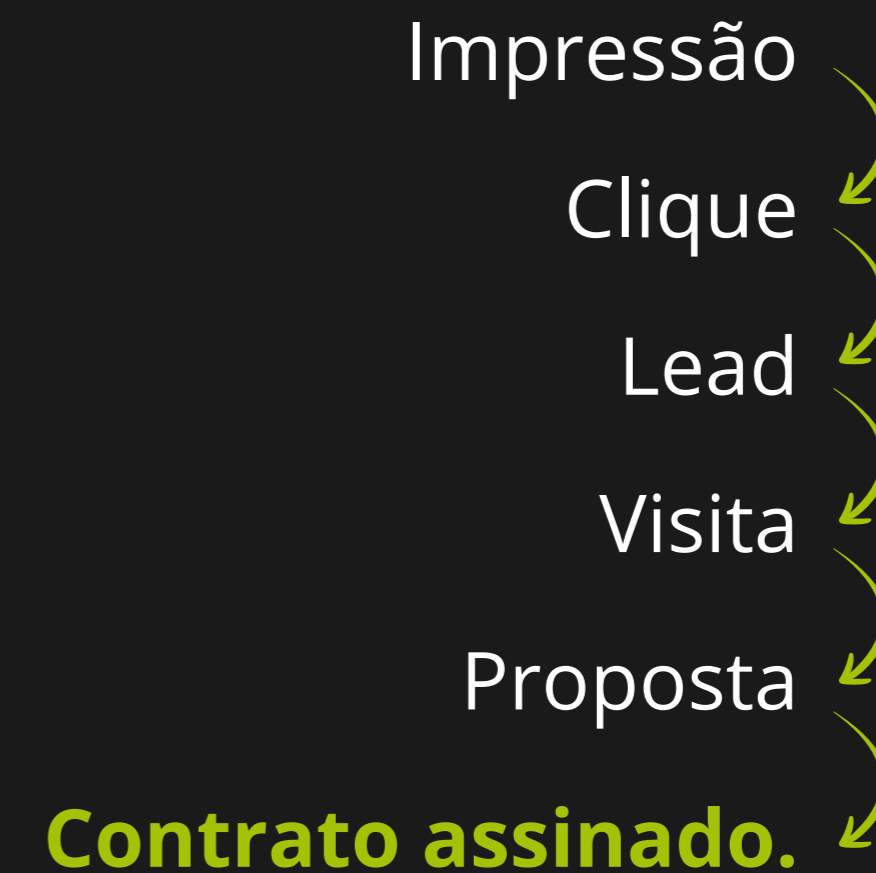 Impressão
Clique
Lead
Visita
Proposta
Contrato assinado.